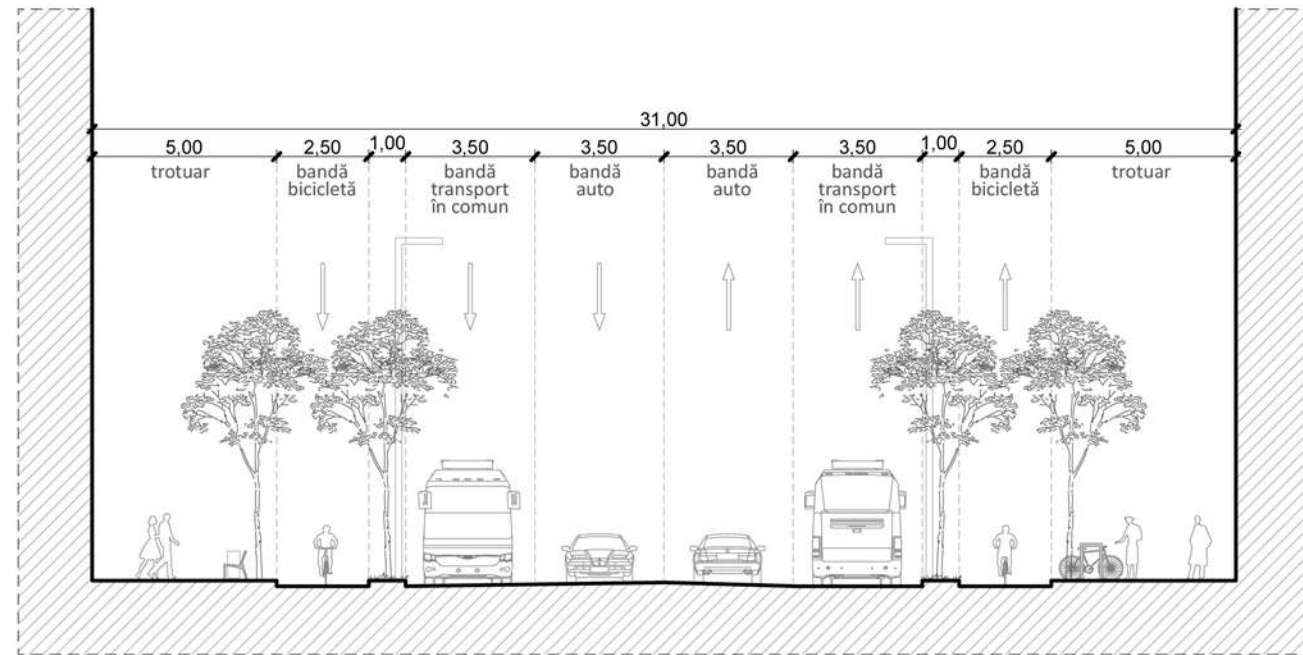 31,00
5,00 2,50 1,00 3,50 3,50 3,50 3,50 1,00 2,50 5,00
trotuar
bandă
bicicletă
bandă
transport
în comun
bandă
auto
bandă
auto
bandă
transport
în comun
bandă
bicicletă
trotuar